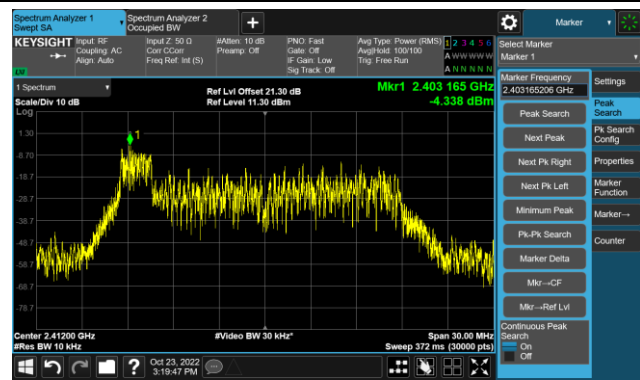 Spectrum Analyzer 1
Swept SA
Spectrum Analyzer 2
Occupied BW
Marker
KEYSIGHT
Input: RF
Coupling: AC
Align: Auto
Input Z: 50 Ω
Corr CCorr
Freq Ref: Int (S)
#Atten: 10 dB
Preamp: Off
PNO: Fast
Gate: Off
IF Gain: Low
Sig Track: Off
Avg Type: Power (RMS)
Avg|Hold: 100/100
Trig: Free Run
1 2 3 4 5 6
A W W W W W
A N N N N N
Select Marker
Marker 1
1 Spectrum
Scale/Div 10 dB
Log
Ref Lvl Offset 21.30 dB
Ref Level 11.30 dBm
Mkr1 2.403 165 GHz
-4.338 dBm
1
1.30
-8.70
-18.7
-28.7
-38.7
-48.7
-58.7
-68.7
-78.7
Center 2.41200 GHz
#Res BW 10 kHz
#Video BW 30 kHz*
Span 30.00 MHz
Sweep 372 ms (30000 pts)
Marker Frequency
2.403165206 GHz
Peak Search
Next Peak
Next Pk Right
Next Pk Left
Minimum Peak
Pk-Pk Search
Marker Delta
Mkr→CF
Mkr→Ref Lvl
Continuous Peak
Search
On
Off
Settings
Peak
Search
Pk Search
Config
Properties
Marker
Function
Marker→
Counter
Oct 23, 2022
3:19:47 PM